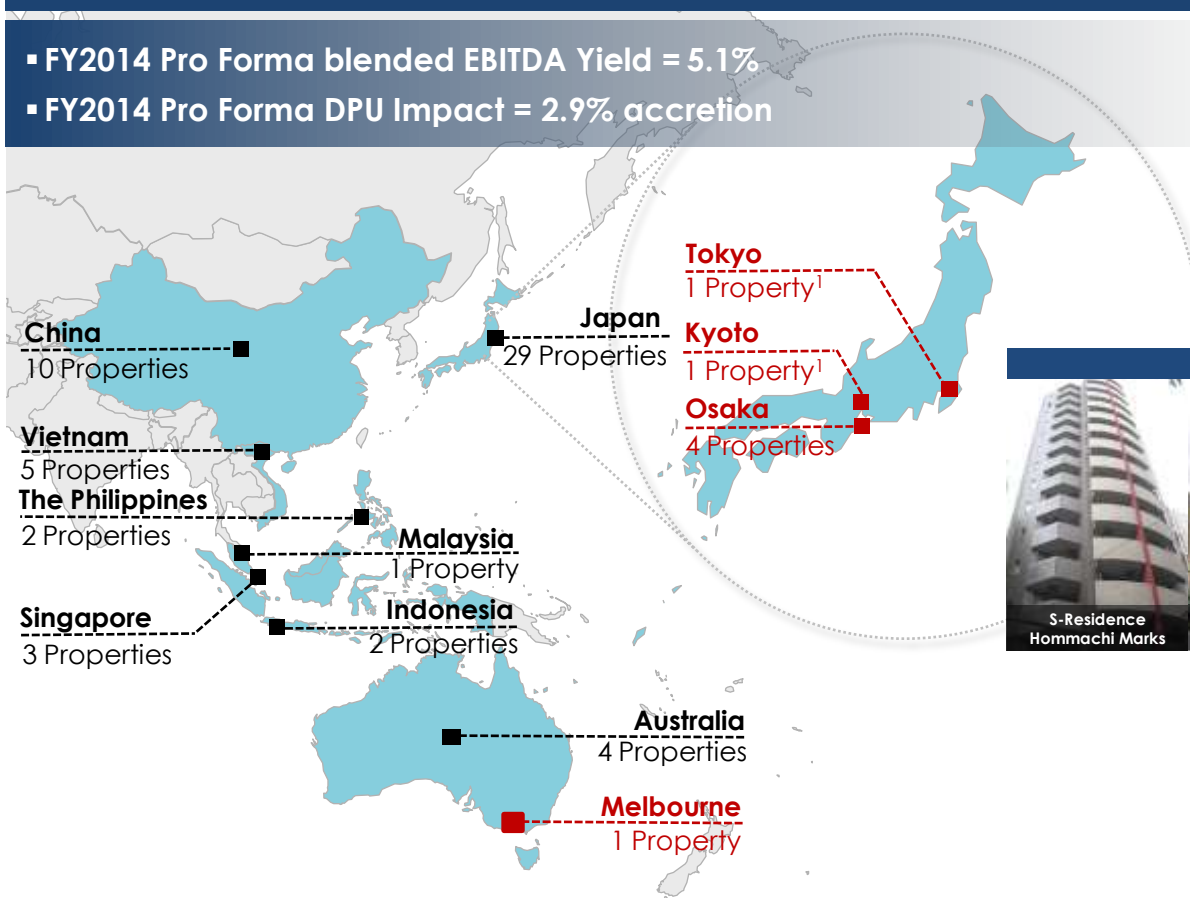 ▪ FY2014 Pro Forma blended EBITDA Yield = 5.1%
▪ FY2014 Pro Forma DPU Impact = 2.9% accretion
Tokyo
1 Property¹
Japan
29 Properties
Kyoto
1 Property¹
China
10 Properties
Osaka
4 Properties
Vietnam
5 Properties
The Philippines
2 Properties
Malaysia
1 Property
Singapore
3 Properties
Indonesia
2 Properties
S-Residence
Hommachi Marks
Australia
4 Properties
Melbourne
1 Property